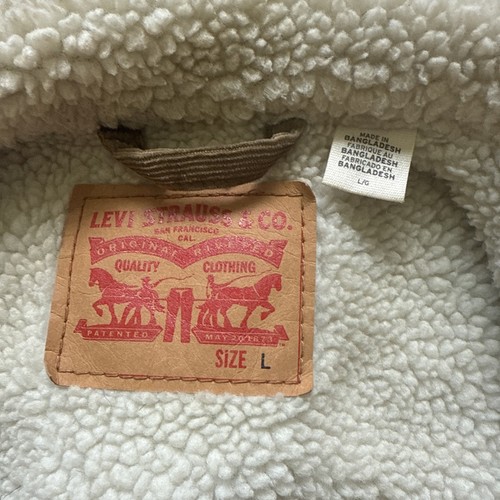 LEVI STRAUSS & CO.
SAN FRANCISCO
CAL.
ORIGINAL RIVETED
QUALITY CLOTHING
PATENTED MAY 20 1873
SIZE L
MADE IN
BANGLADESH
FABRIQUÉ AU
BANGLADESH
FABRICADO EN
BANGLADESH
L/G